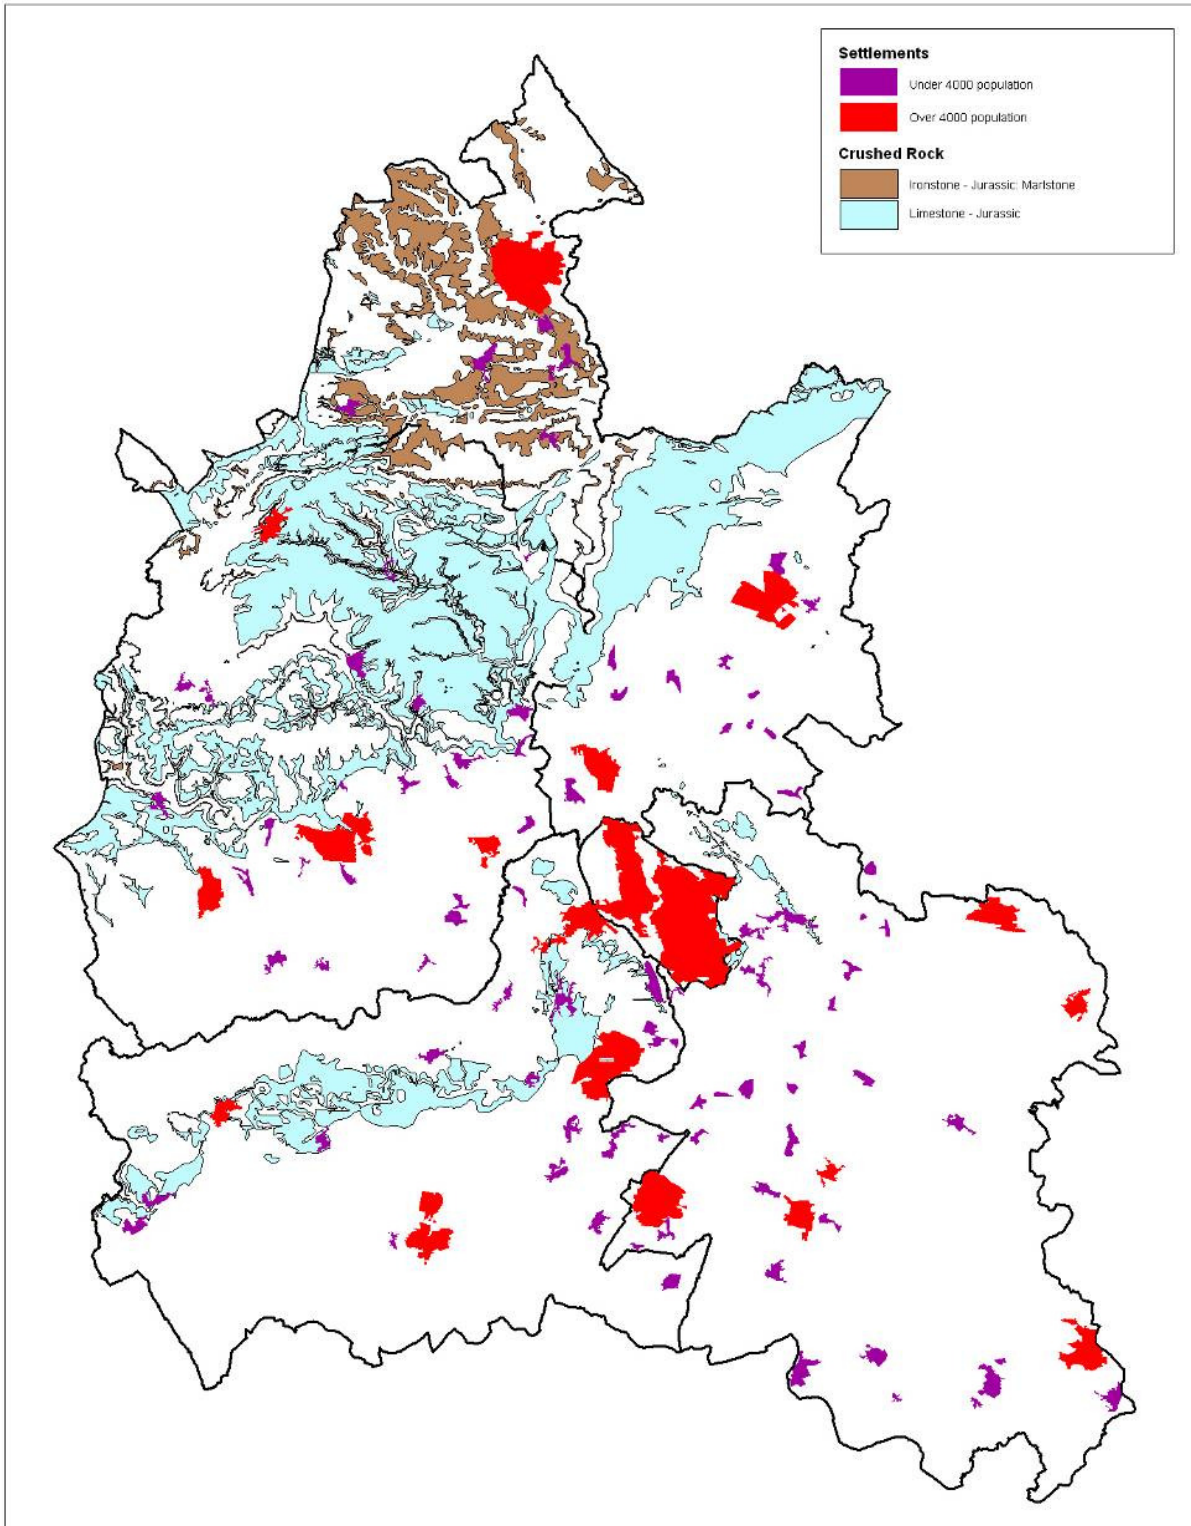 Settlements
Under 4000 population
Over 4000 population
Crushed Rock
Ironstone - Jurassic: Marlstone
Limestone - Jurassic